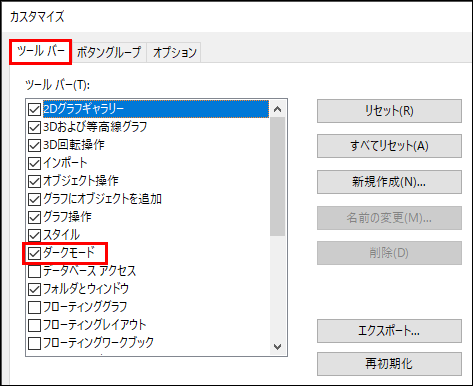 カスタマイズ
ツール バー ボタングループ オプション
ツール バー(T):
2Dグラフギャラリー
3Dおよび等高線グラフ
3D回転操作
インポート
オブジェクト操作
グラフにオブジェクトを追加
グラフ操作
スタイル
ダークモード
データベース アクセス
フォルダとウィンドウ
フローティンググラフ
フローティングレイアウト
フローティングワークブック
リセット(R)
すべてリセット(A)
新規作成(N)...
名前の変更(M)...
削除(D)
エクスポート...
再初期化